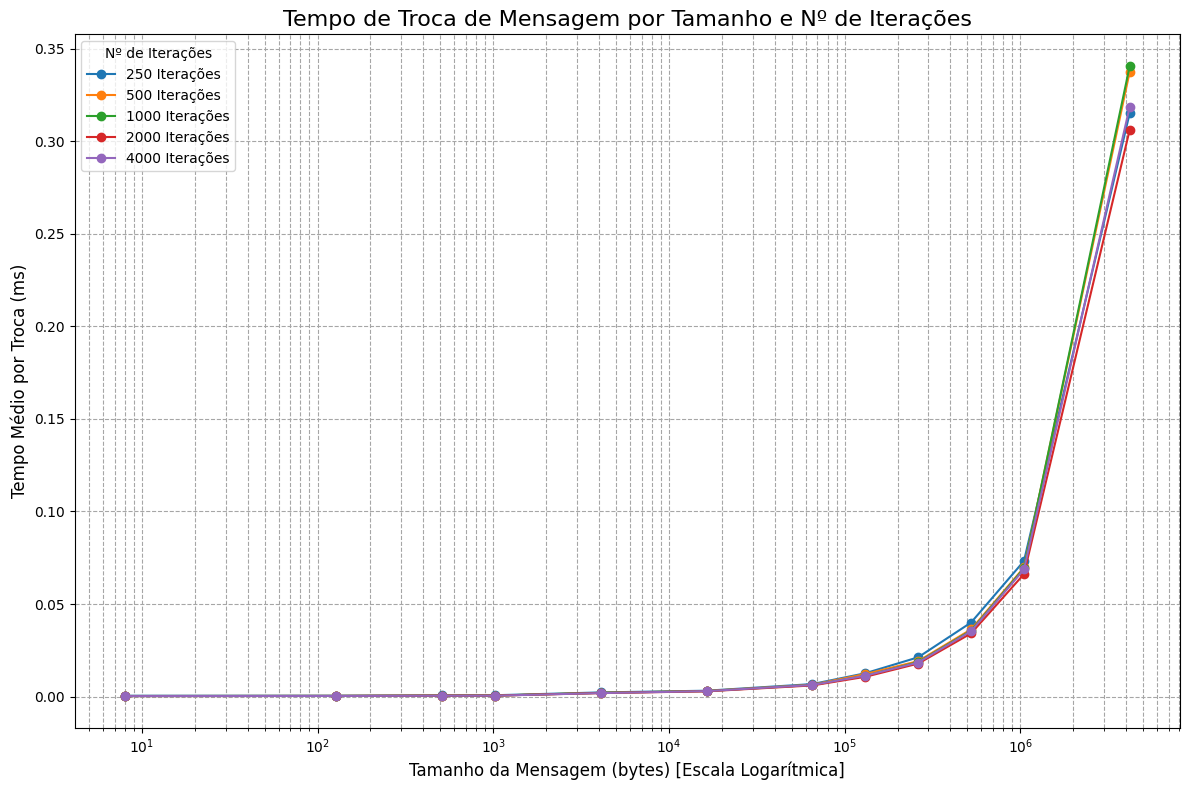 Tempo de Troca de Mensagem por Tamanho e Nº de Iterações
Nº de Iterações
250 Iterações
500 Iterações
1000 Iterações
2000 Iterações
4000 Iterações
Tempo Médio por Troca (ms)
0.35
0.30
0.25
0.20
0.15
0.10
0.05
0.00
10¹
10²
10³
10⁴
10⁵
10⁶
Tamanho da Mensagem (bytes) [Escala Logarítmica]